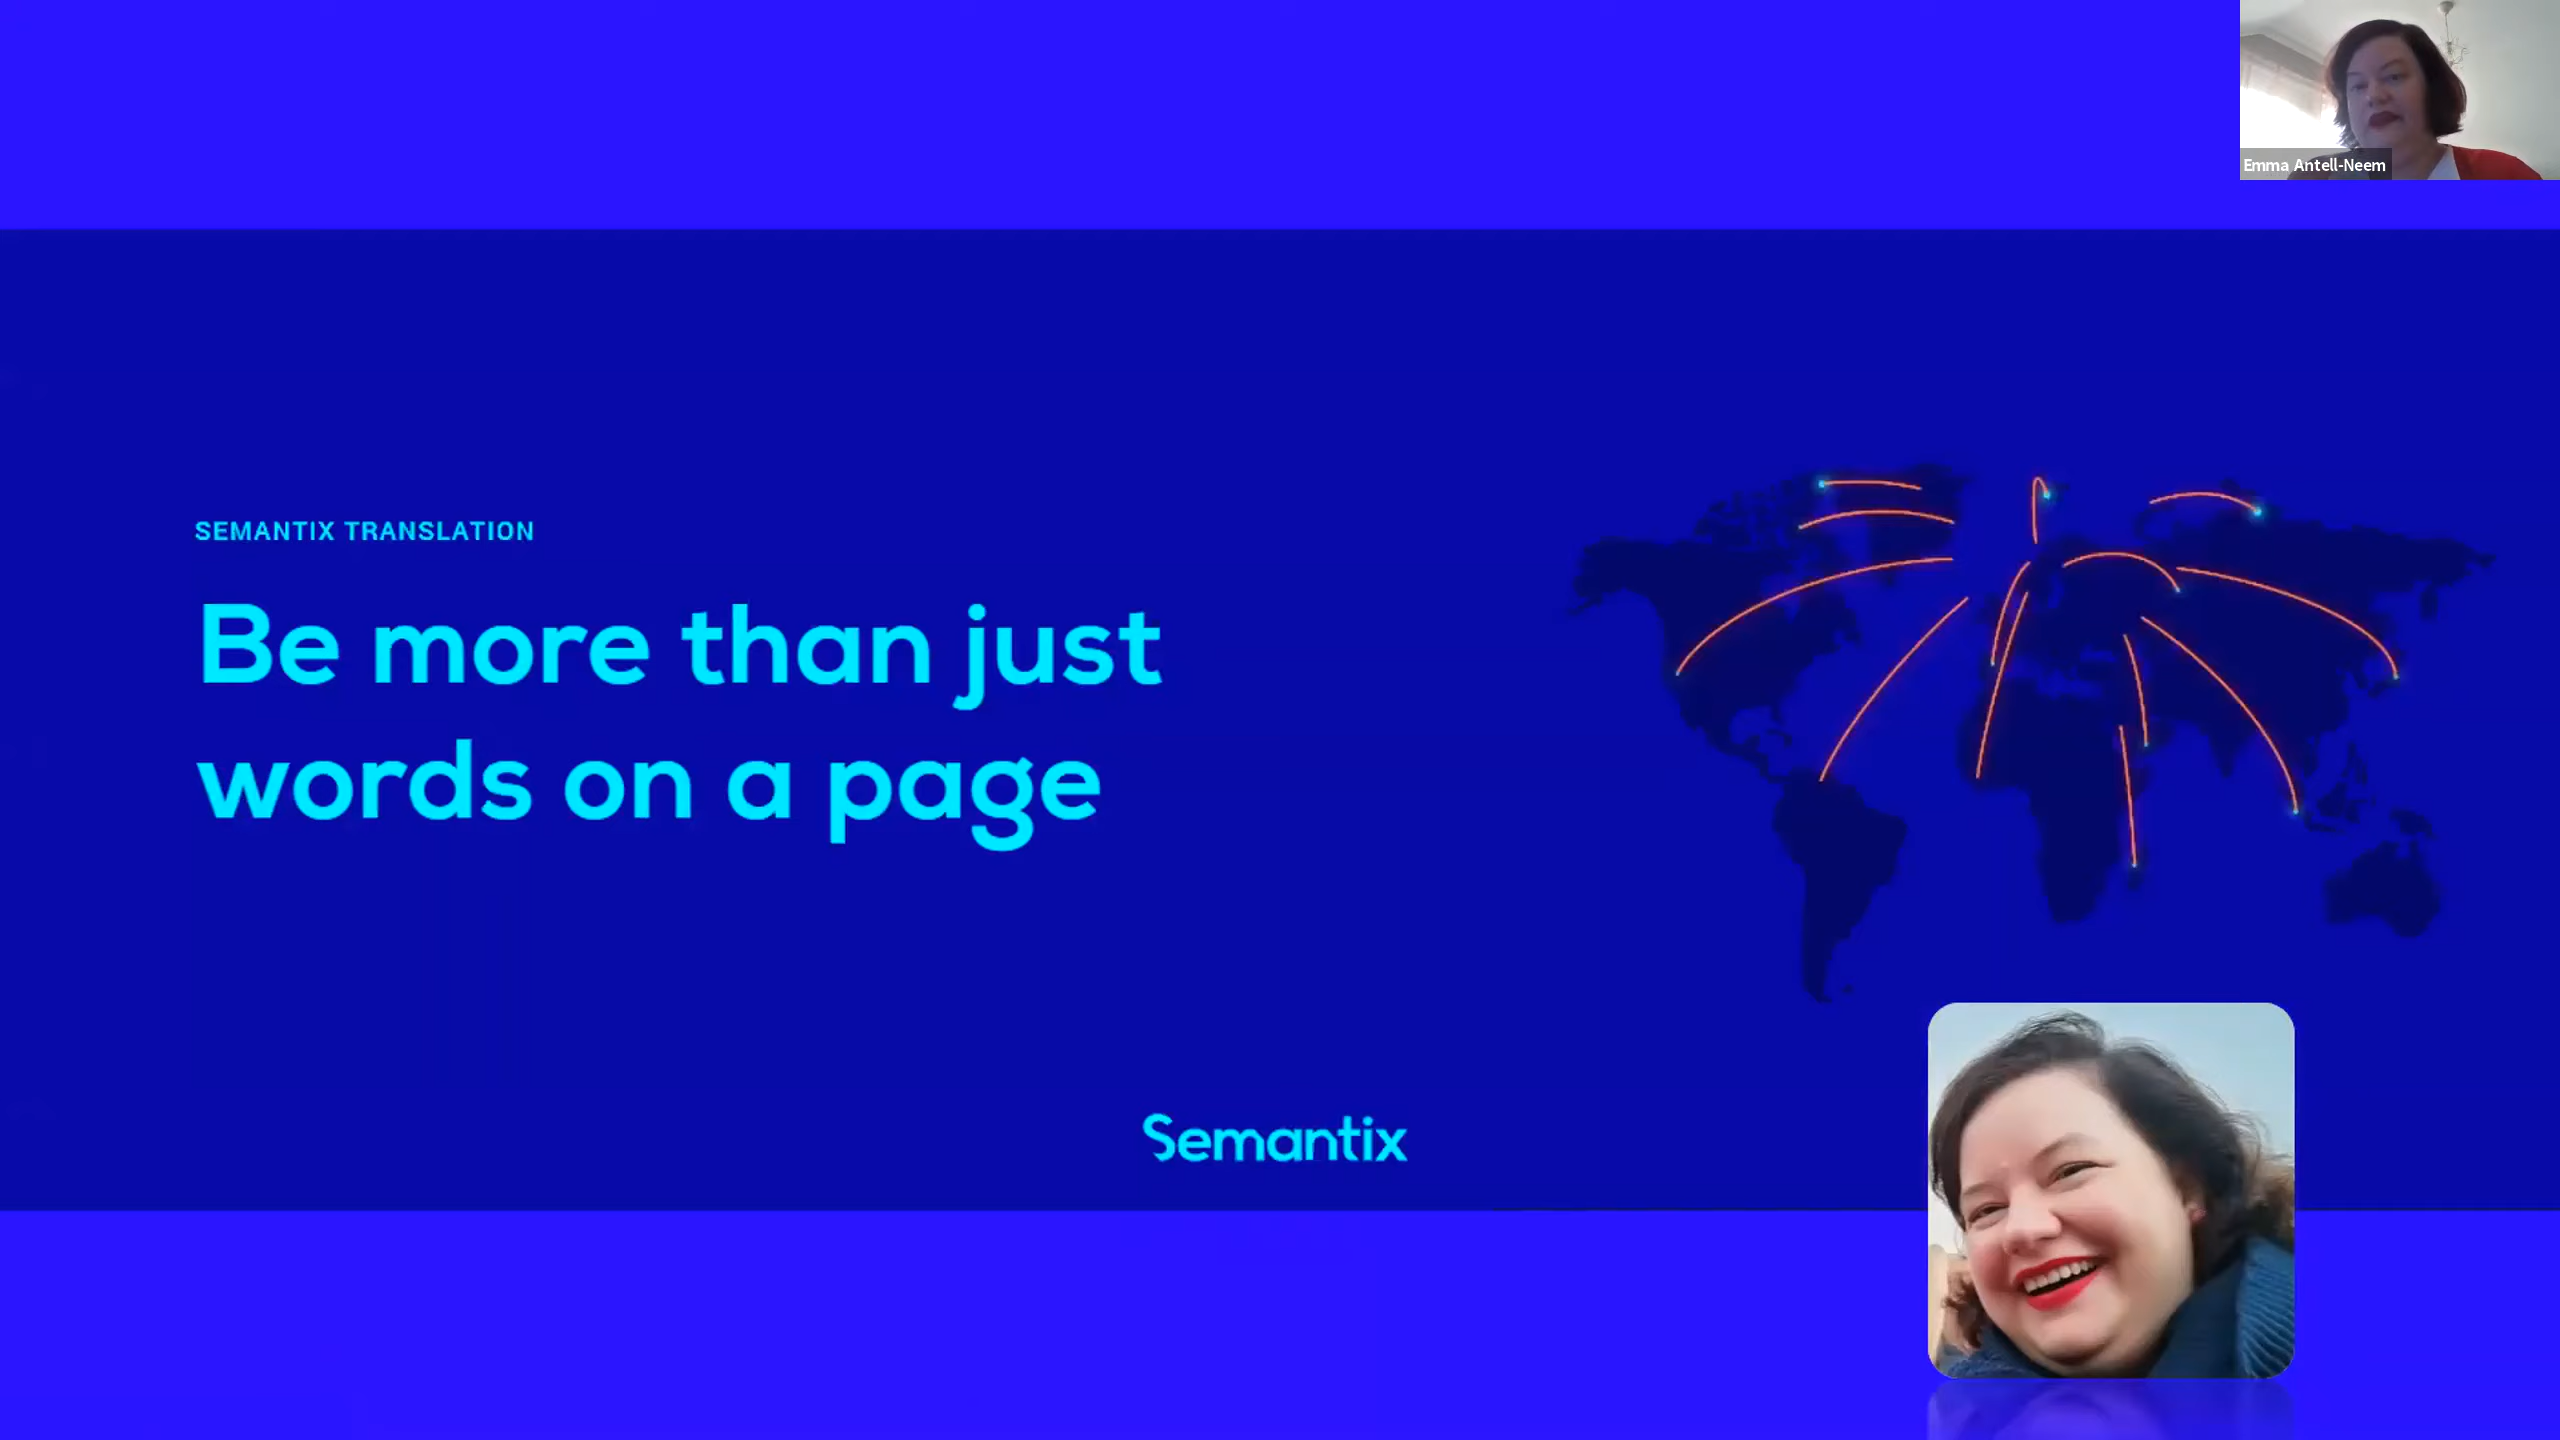 Emma Antell-Neem
SEMANTIX TRANSLATION
Be more than just
words on a page
Semantix